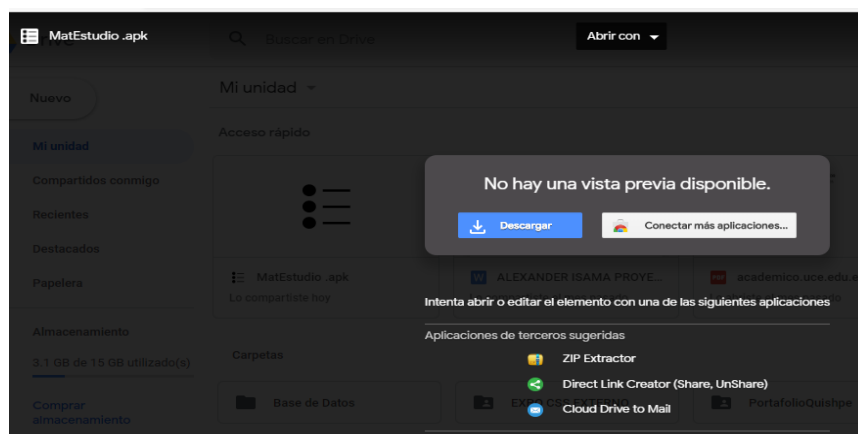 MatEstudio .apk
Buscar en Drive
Abrir con
Nuevo
Mi unidad
Mi unidad
Acceso rápido
Compartidos conmigo
Recientes
Destacados
Papelera
No hay una vista previa disponible.
Descargar
Conectar más aplicaciones...
MatEstudio .apk
Lo compartiste hoy
W
ALEXANDER ISAMA PROYE...
PDF
academico.uce.edu.e
Intenta abrir o editar el elemento con una de las siguientes aplicaciones
Almacenamiento
3.1 GB de 15 GB utilizado(s)
Comprar
almacenamiento
Aplicaciones de terceros sugeridas
ZIP Extractor
Direct Link Creator (Share, UnShare)
Cloud Drive to Mail
Carpetas
Base de Datos
EXPO CSS EXTERNO
PortafolioQuishpe